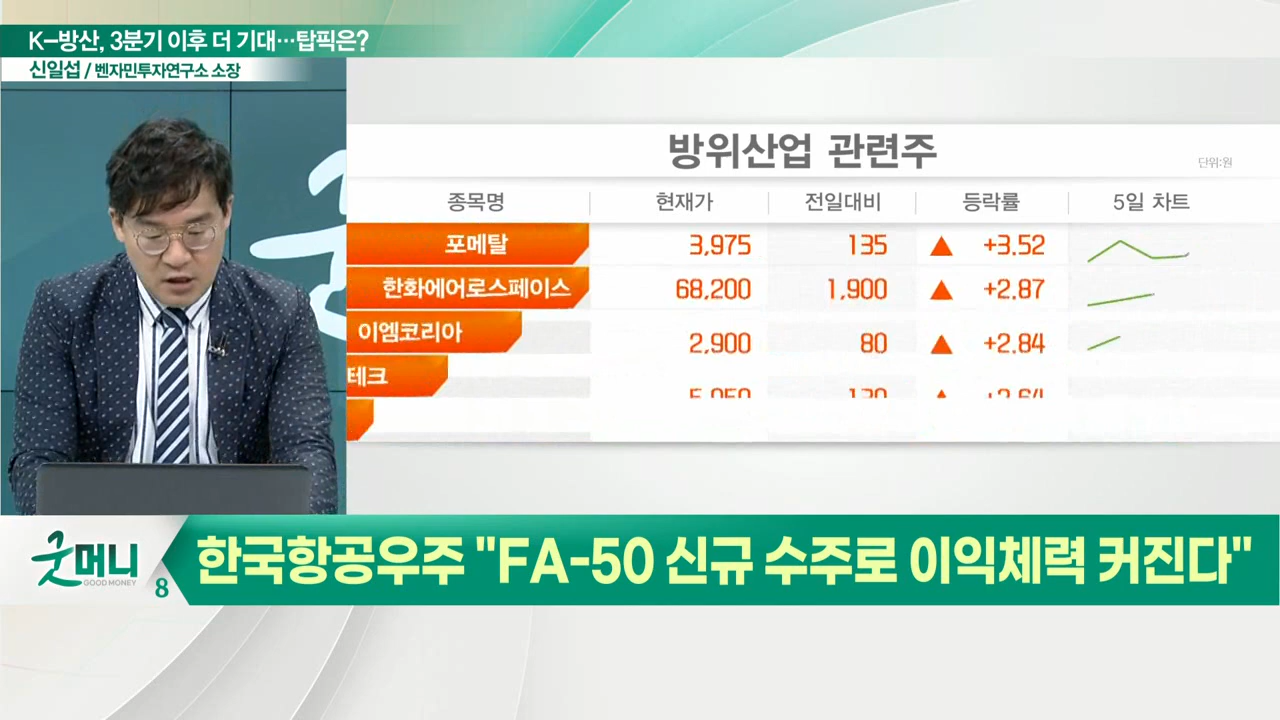 K-방산, 3분기 이후 더 기대…탑픽은?
신일섭 / 벤자민투자연구소 소장
방위산업 관련주
단위:원
종목명 현재가 전일대비 등락률 5일 차트
포메탈 3,975 135 ▲ +3.52
한화에어로스페이스 68,200 1,900 ▲ +2.87
이엠코리아 2,900 80 ▲ +2.84
테크
굿머니
GOOD MONEY
8
한국항공우주 "FA-50 신규 수주로 이익체력 커진다"